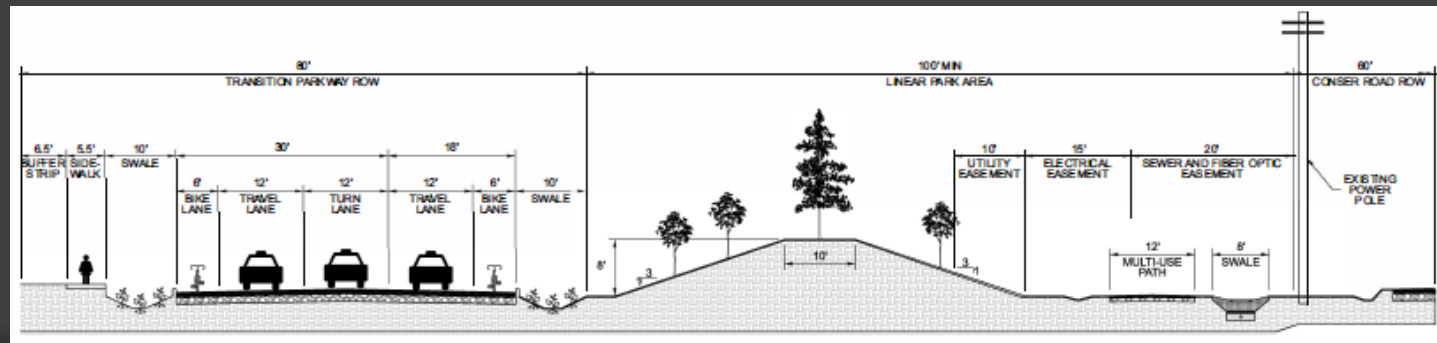 80'
TRANSITION PARKWAY ROW
100' MIN
LINEAR PARK AREA
60'
CONSER ROAD ROW
6.5'
BUFFER
STRIP
5.5'
SIDE-
WALK
10'
SWALE
30'
18'
6'
BIKE
LANE
12'
TRAVEL
LANE
12'
TURN
LANE
12'
TRAVEL
LANE
6'
BIKE
LANE
10'
SWALE
10'
UTILITY
EASEMENT
15'
ELECTRICAL
EASEMENT
20'
SEWER AND FIBER OPTIC
EASEMENT
EXISTING
POWER
POLE
8'
3
1
10'
3
1
12'
MULTI-USE
PATH
8'
SWALE